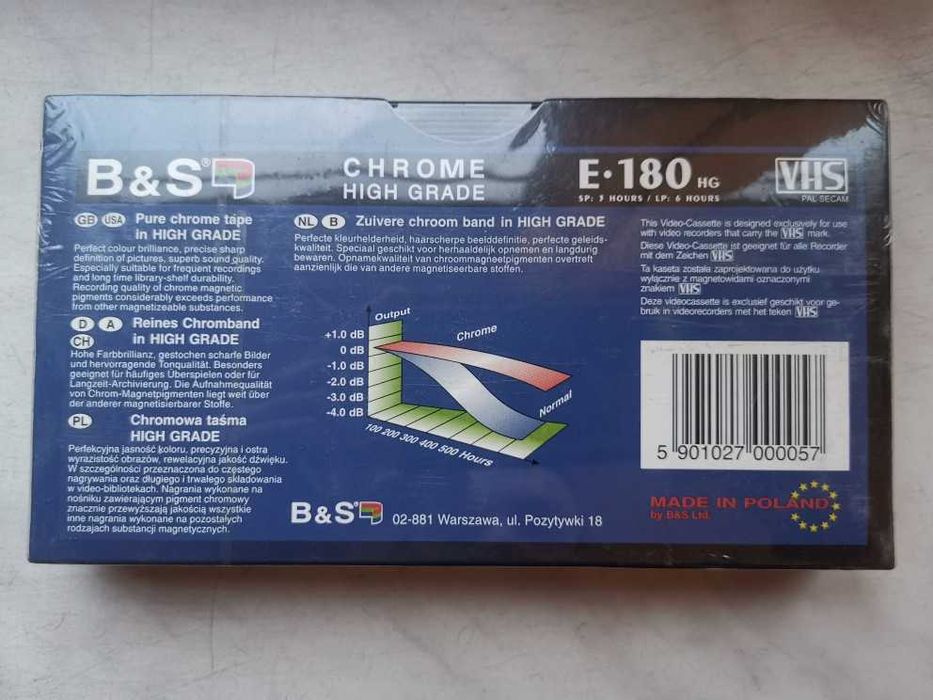 B&S®
CHROME
HIGH GRADE
E•180 HG
SP: 3 HOURS / LP: 6 HOURS
VHS
PAL SECAM
GB USA Pure chrome tape
in HIGH GRADE
Perfect colour brilliance, precise sharp
definition of pictures, superb sound quality.
Especially suitable for frequent recordings
and long time library-shelf durability.
Recording quality of chrome magnetic
pigments considerably exceeds performance
from other magnetizeable substances.
D A CH Reines Chromband
in HIGH GRADE
Hohe Farbbrillianz, gestochen scharfe Bilder
und hervorragende Tonqualität. Besonders
geeignet für häufiges Überspielen oder für
Langzeit-Archivierung. Die Aufnahmequalität
von Chrom-Magnetpigmenten liegt weit über
der anderer magnetisierbarer Stoffe.
PL Chromowa taśma
HIGH GRADE
Perfekcyjna jasność koloru, precyzyjna i ostra
wyrazistość obrazów, rewelacyjna jakość dźwięku.
W szczególności przeznaczona do częstego
nagrywania oraz długiego i trwałego składowania
w video-bibliotekach. Nagrania wykonane na
nośniku zawierającym pigment chromowy
znacznie przewyższają jakością wszystkie
inne nagrania wykonane na pozostałych
rodzajach substancji magnetycznych.
NL B Zuivere chroom band in HIGH GRADE
Perfecte kleurhelderheid, haarscherpe beelddefinitie, perfecte geleids-
kwaliteit. Speciaal geschikt voor herhaaldelijk opnemen en langdurig
bewaren. Opnamekwaliteit van chroommagneetpigmenten overtreft
aanzienlijk die van andere magnetiseerbare stoffen.
Output
+1.0 dB
0 dB
-1.0 dB
-2.0 dB
-3.0 dB
-4.0 dB
Chrome
Normal
100 200 300 400 500 Hours
B&S 02-881 Warszawa, ul. Pozytywki 18
This Video-Cassette is designed exclusively for use
with video recorders that carry the VHS mark.
Diese Video-Cassette ist geeignet für alle Recorder
mit dem Zeichen VHS
Ta kaseta została zaprojektowana do użytku
wyłącznie z magnetowidami oznaczonymi
znakiem VHS
Deze videocassette is exclusief geschikt voor ge-
bruik in videorecorders met het teken VHS
5 901027 000057
MADE IN POLAND
by B&S Ltd.